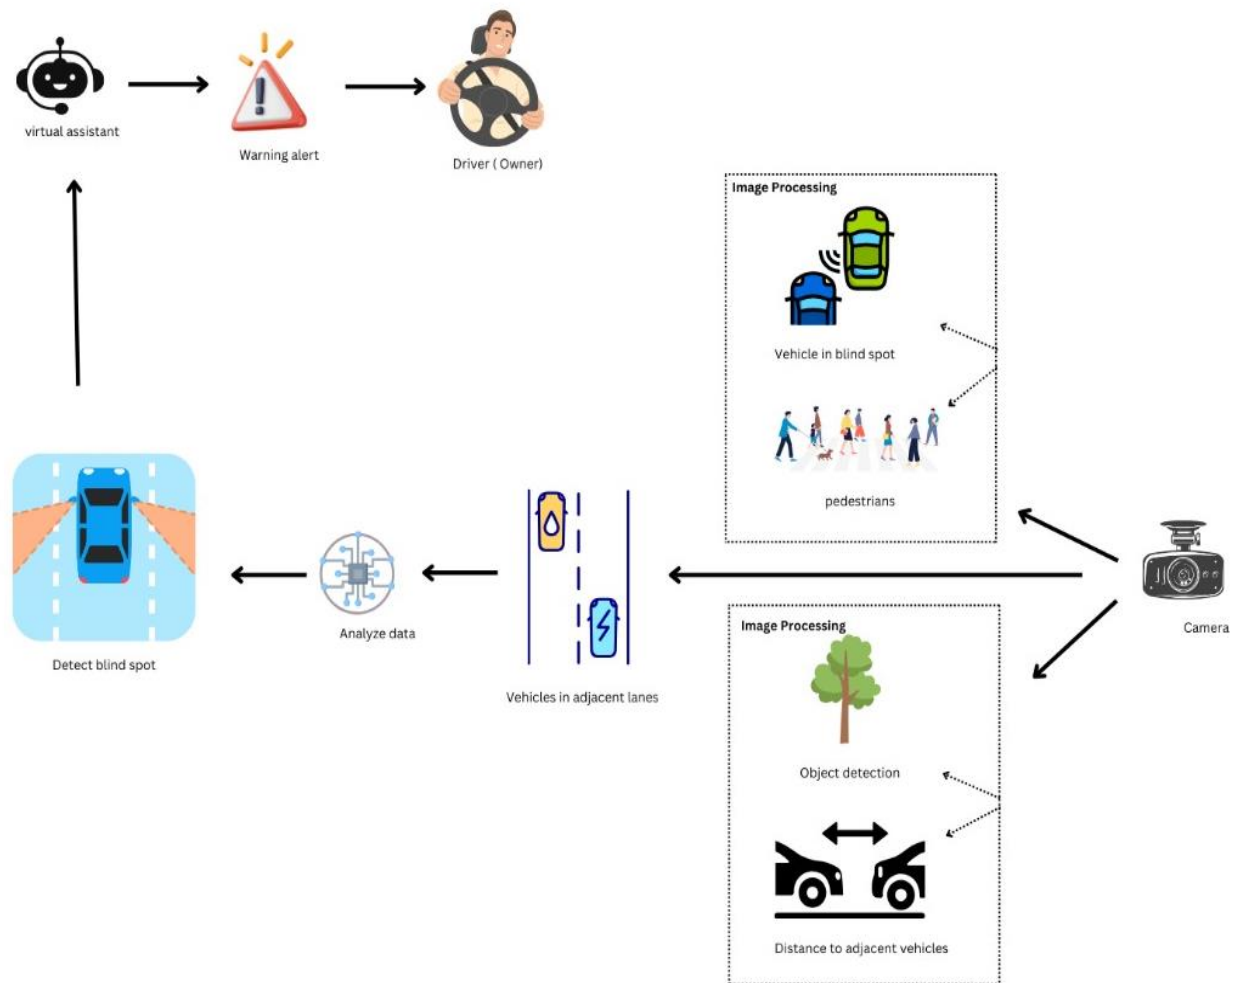 virtual assistant
Warning alert
Driver ( Owner)
Image Processing
Vehicle in blind spot
pedestrians
Camera
Image Processing
Object detection
Distance to adjacent vehicles
Vehicles in adjacent lanes
Analyze data
Detect blind spot